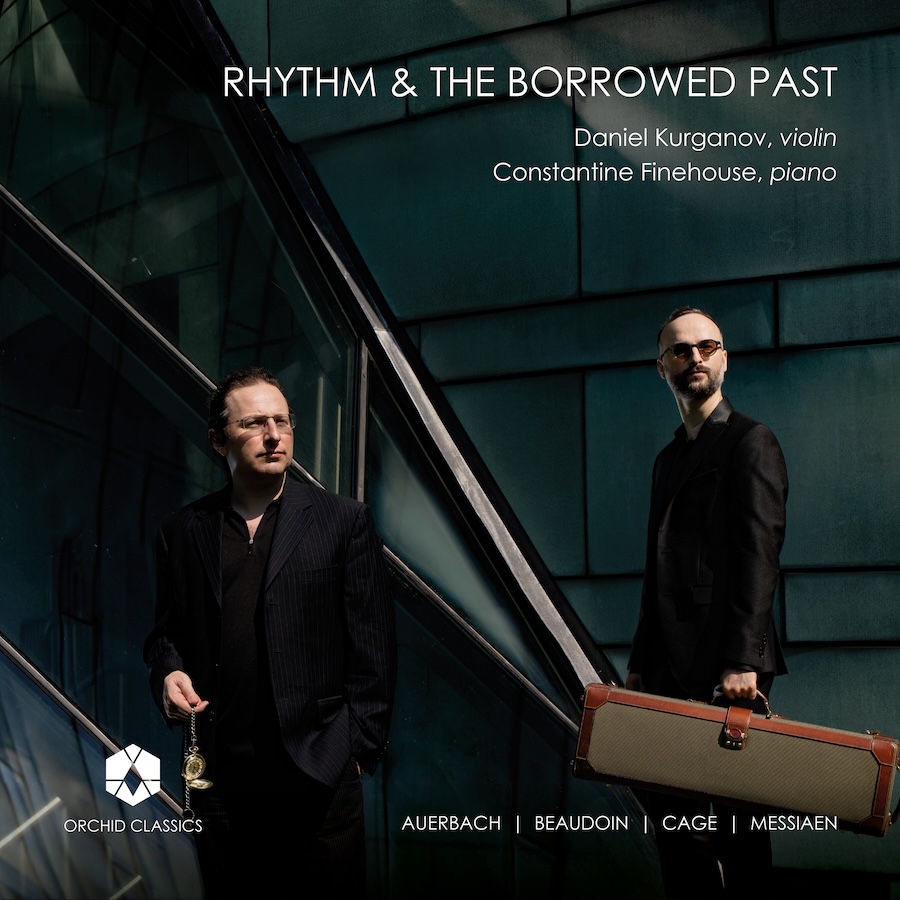 RHYTHM & THE BORROWED PAST
Daniel Kurganov, violin
Constantine Finehouse, piano
ORCHID CLASSICS
AUERBACH | BEAUDOIN | CAGE | MESSIAEN